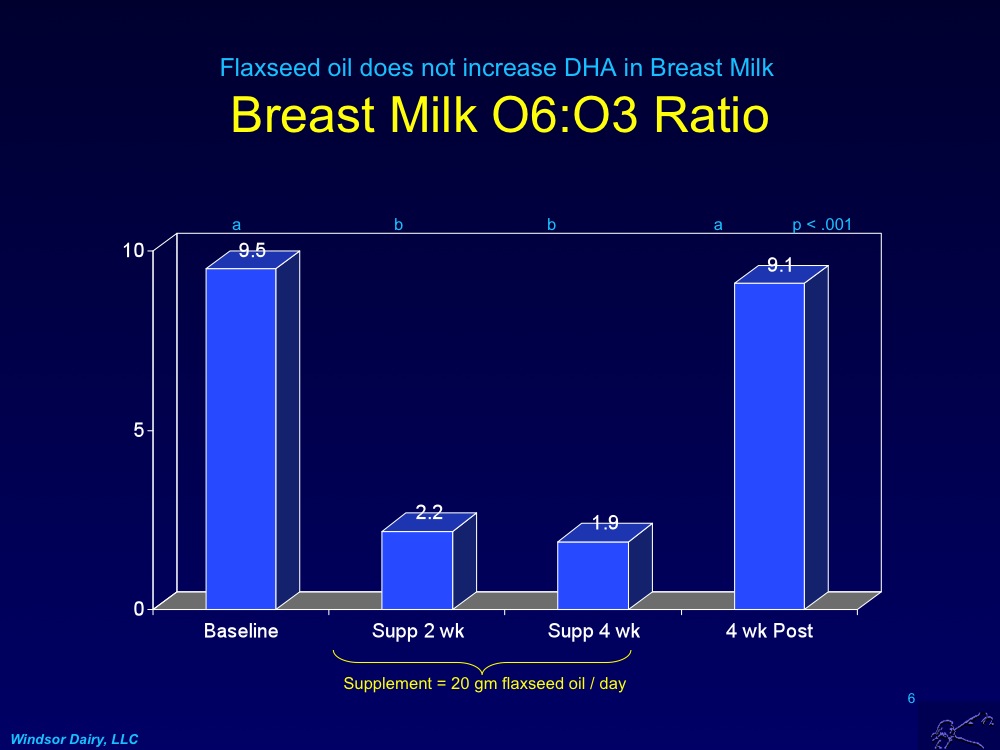 Flaxseed oil does not increase DHA in Breast Milk
Breast Milk O6:O3 Ratio
a b b a p < .001
10
9.5
9.1
5
2.2
1.9
0
Baseline Supp 2 wk Supp 4 wk 4 wk Post
Supplement = 20 gm flaxseed oil / day
6
Windsor Dairy, LLC